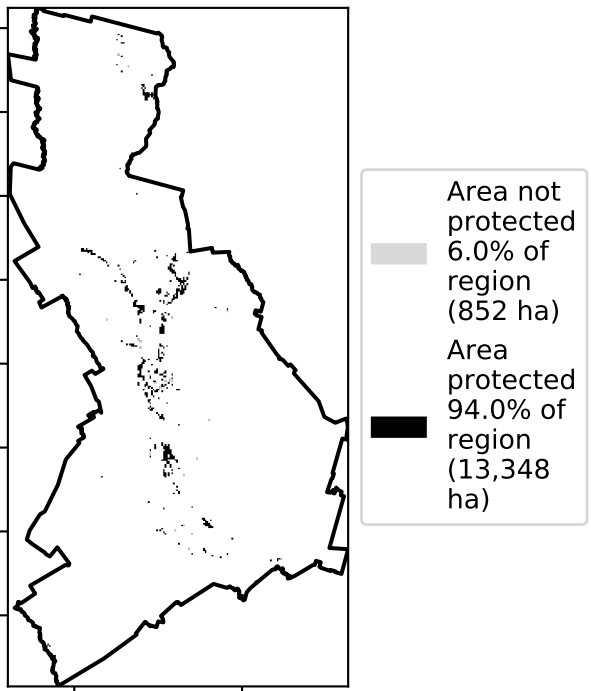 Area not
protected
6.0% of
region
(852 ha)
Area
protected
94.0% of
region
(13,348
ha)